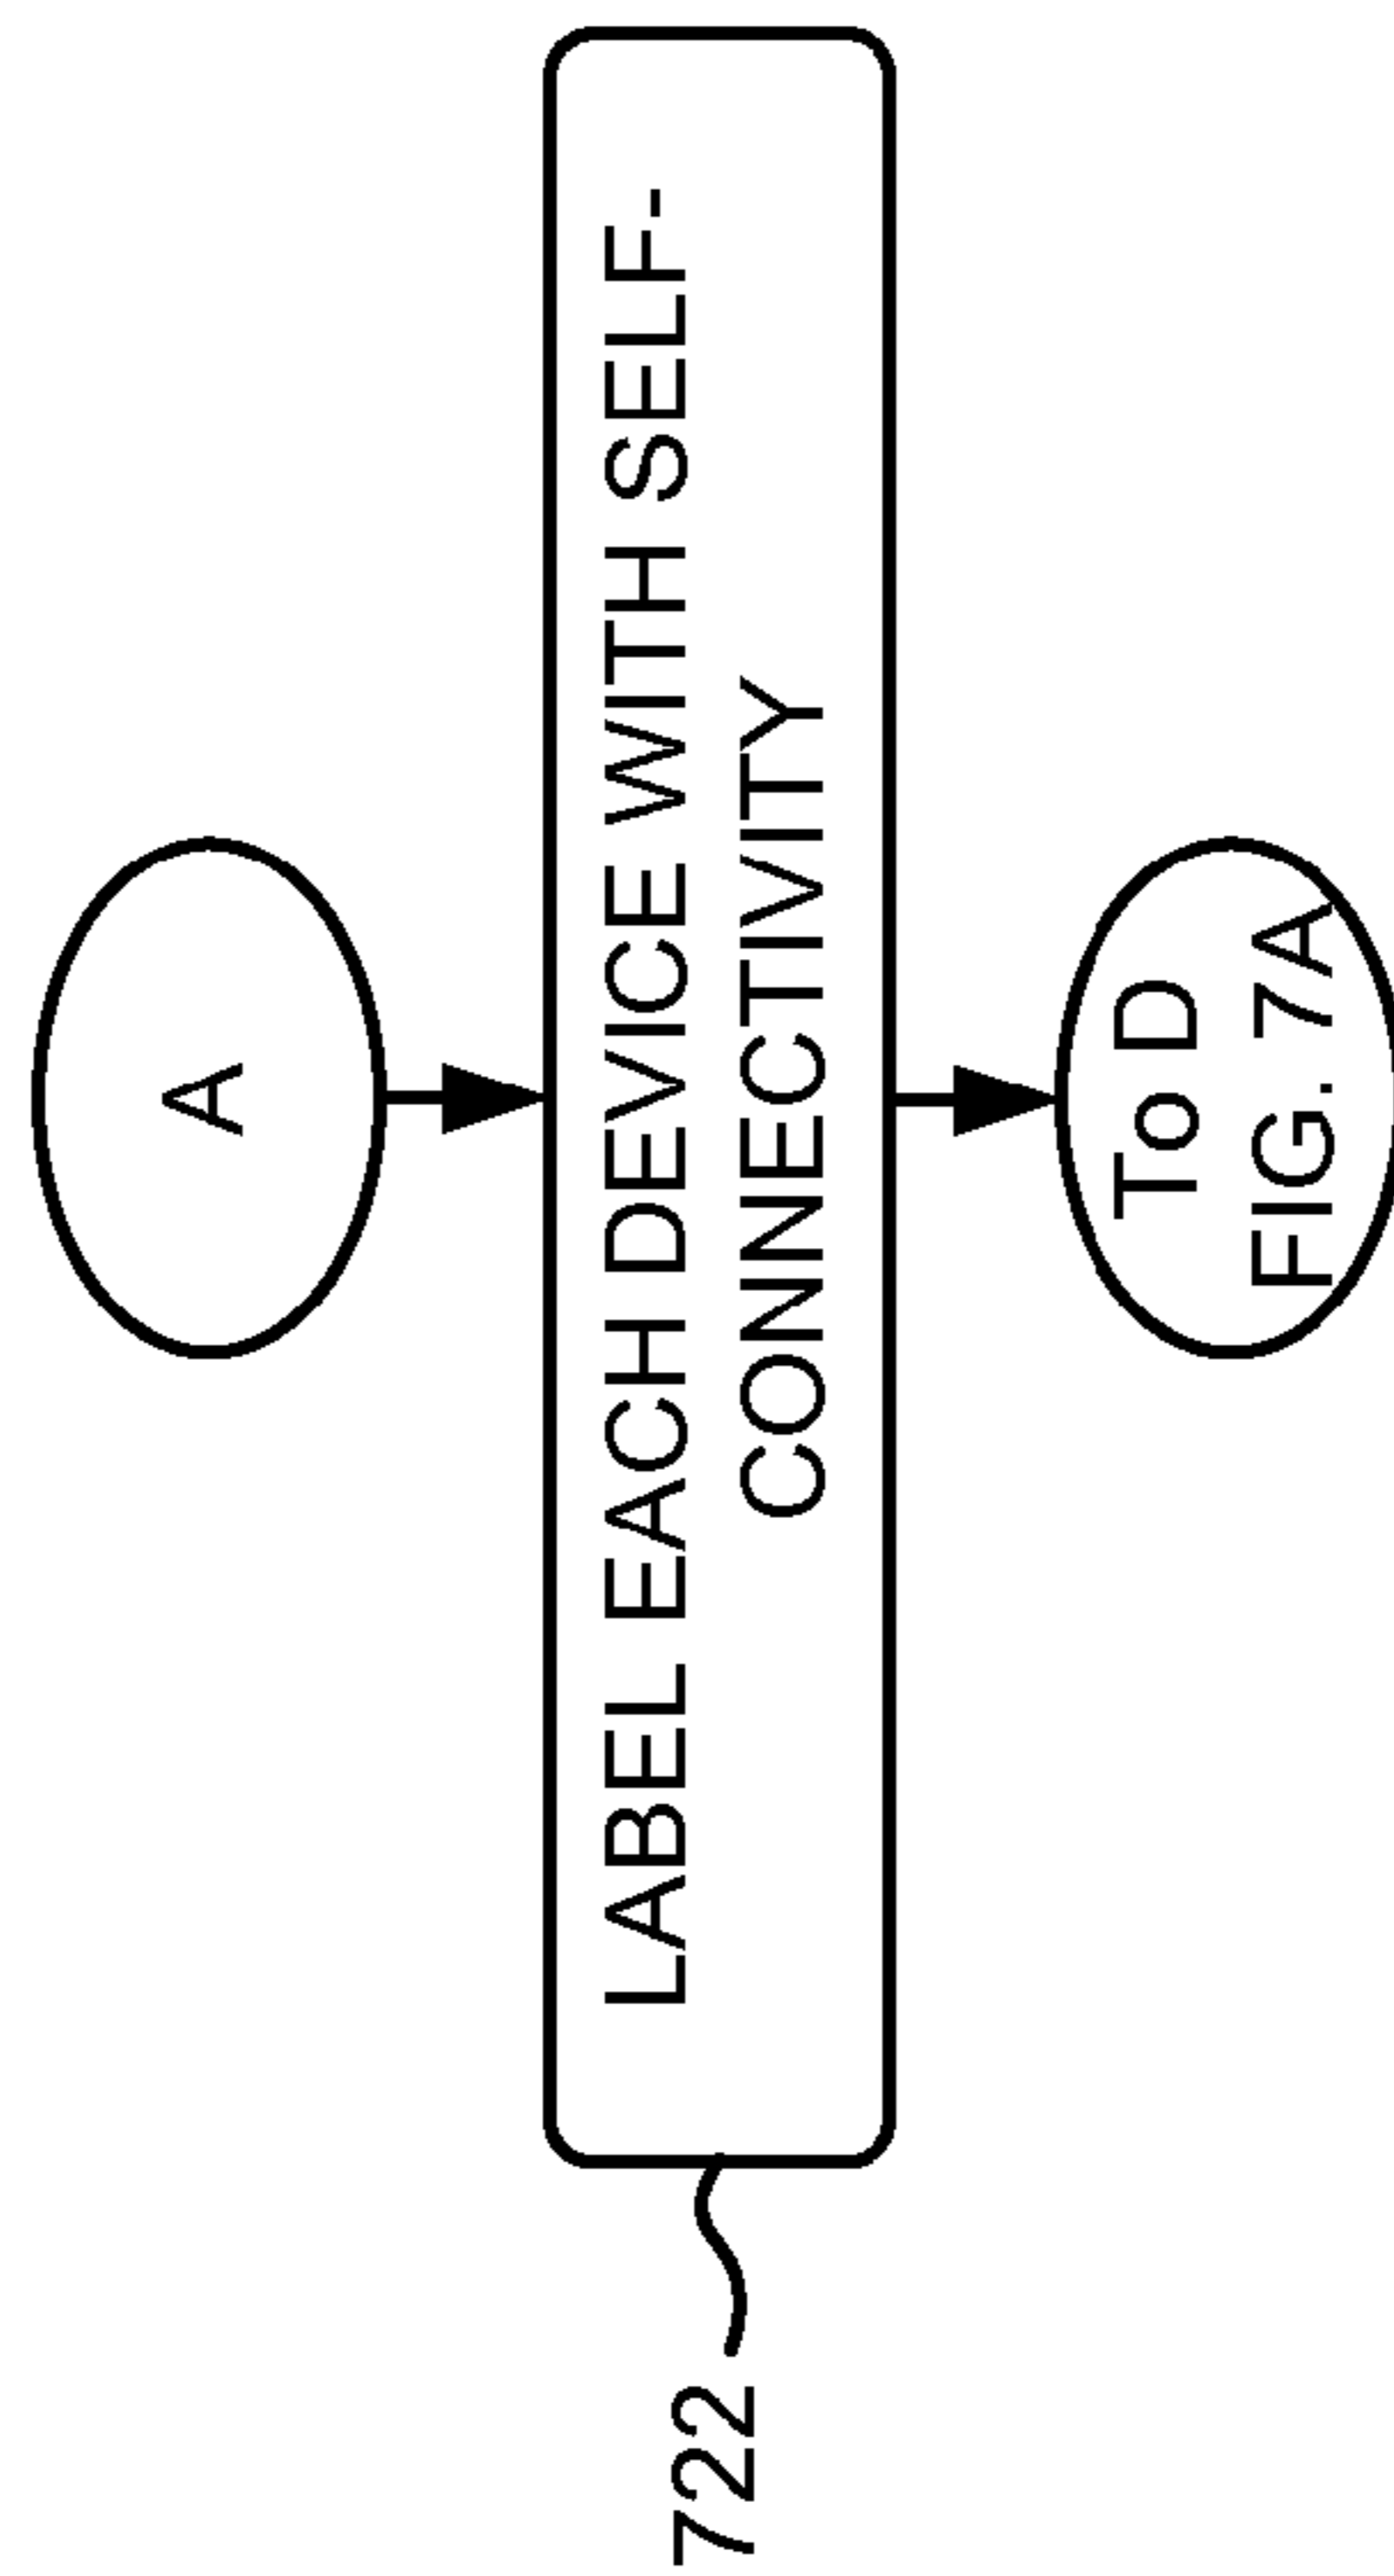 A
LABEL EACH DEVICE WITH SELF-
CONNECTIVITY
722
To D
FIG. 7A